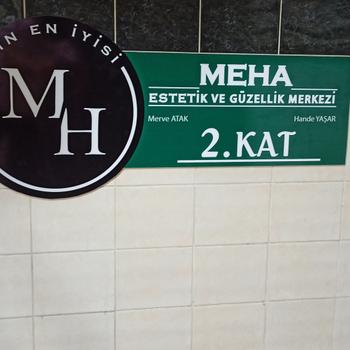 EN İYİSİ
MH
MEHA
ESTETİK VE GÜZELLİK MERKEZİ
Merve ATAK Hande YAŞAR
2.KAT